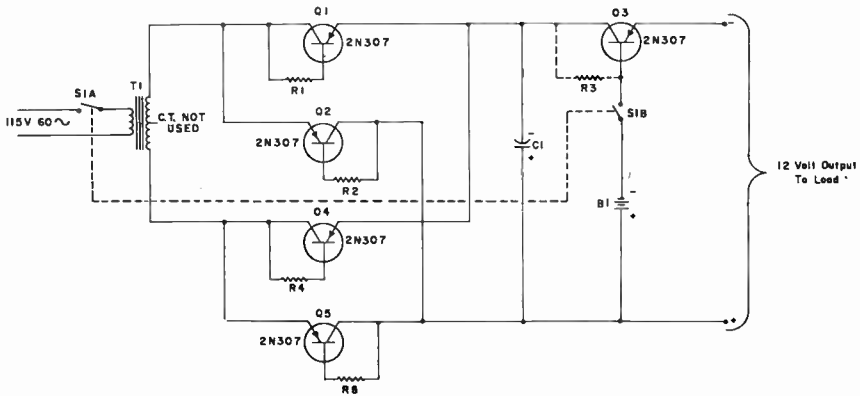 Q1
2N307
R1
Q3
2N307
R3
S1B
T1
S1A
115V 60∿
C.T. NOT
USED
Q2
2N307
R2
C1
-
+
B1
-
+
-
12 Volt Output
To Load
Q4
2N307
R4
Q5
2N307
+